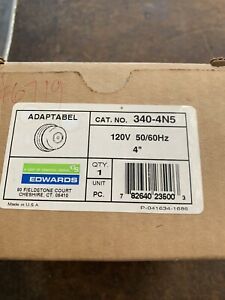 ADAPTABEL
CAT. NO. 340-4N5
120V 50/60Hz
4"
QTY.
1
UNIT
PC.
EDWARDS
90 FIELDSTONE COURT
CHESHIRE, CT 06410
7 82640 23500 3
Made in U.S.A.
P-041634-1686